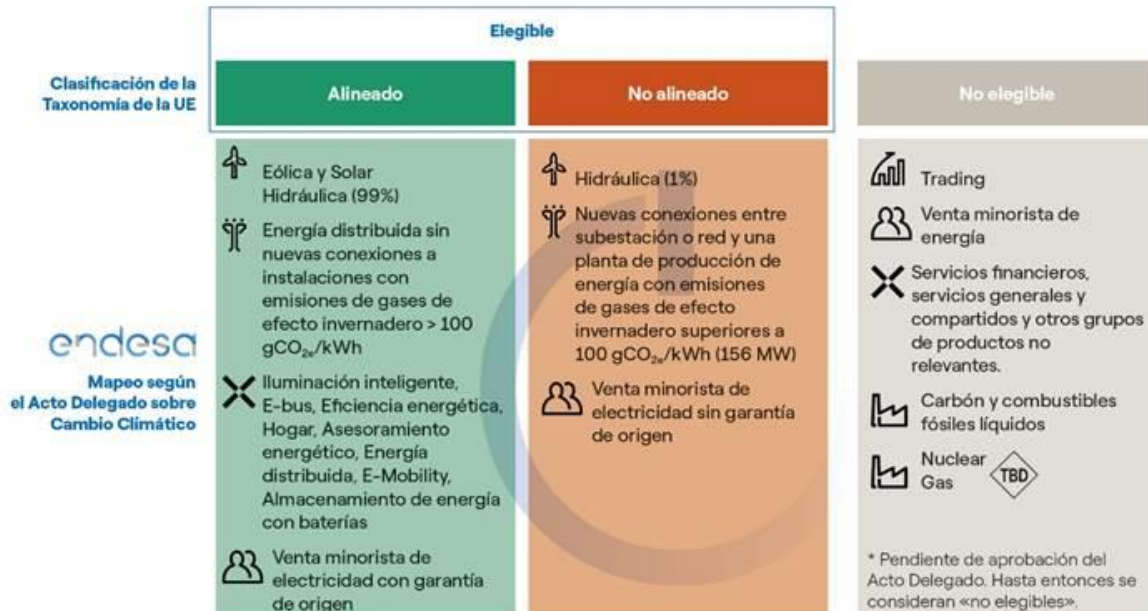 Elegible
Clasificación de la
Taxonomía de la UE
Alineado
No alineado
No elegible
endesa
Mapeo según
el Acto Delegado sobre
Cambio Climático
Eólica y Solar
Hidráulica (99%)
Energía distribuida sin
nuevas conexiones a
instalaciones con
emisiones de gases de
efecto invernadero > 100
gCO₂ₑ/kWh
Iluminación inteligente,
E-bus, Eficiencia energética,
Hogar, Asesoramiento
energético, Energía
distribuida, E-Mobility,
Almacenamiento de energía
con baterías
Venta minorista de
electricidad con garantía
de origen
Hidráulica (1%)
Nuevas conexiones entre
subestación o red y una
planta de producción de
energía con emisiones
de gases de efecto
invernadero superiores a
100 gCO₂ₑ/kWh (156 MW)
Venta minorista de
electricidad sin garantía
de origen
Trading
Venta minorista de
energía
Servicios financieros,
servicios generales y
compartidos y otros grupos
de productos no
relevantes.
Carbón y combustibles
fósiles líquidos
Nuclear
Gas
TBD
* Pendiente de aprobación del
Acto Delegado. Hasta entonces se
consideran «no elegibles».